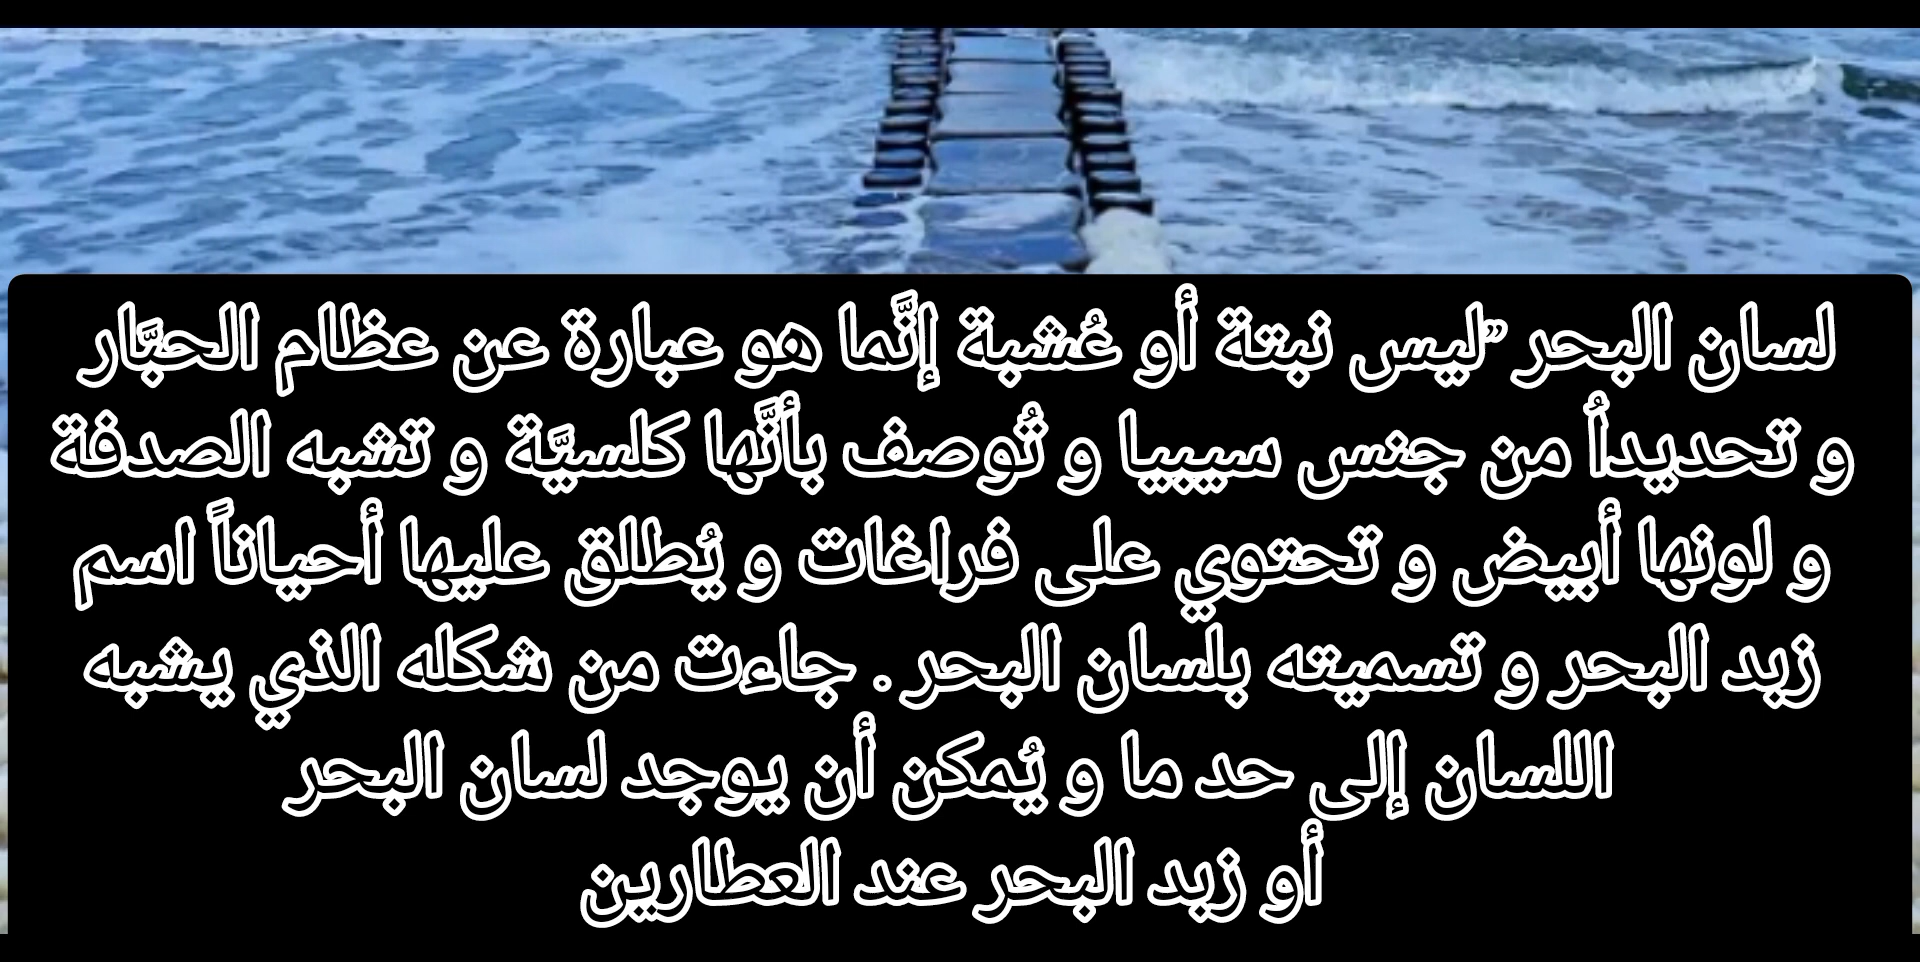 لسان البحر ”ليس نبتة أو عُشبة إنَّما هو عبارة عن عظام الحبَّار
و تحديداُ من جنس سيبيا و تُوصف بأنَّها كلسيَّة و تشبه الصدفة
و لونها أبيض و تحتوي على فراغات و يُطلق عليها أحياناً اسم
زبد البحر و تسميته بلسان البحر . جاءت من شكله الذي يشبه
اللسان إلى حد ما و يُمكن أن يوجد لسان البحر
أو زبد البحر عند العطارين